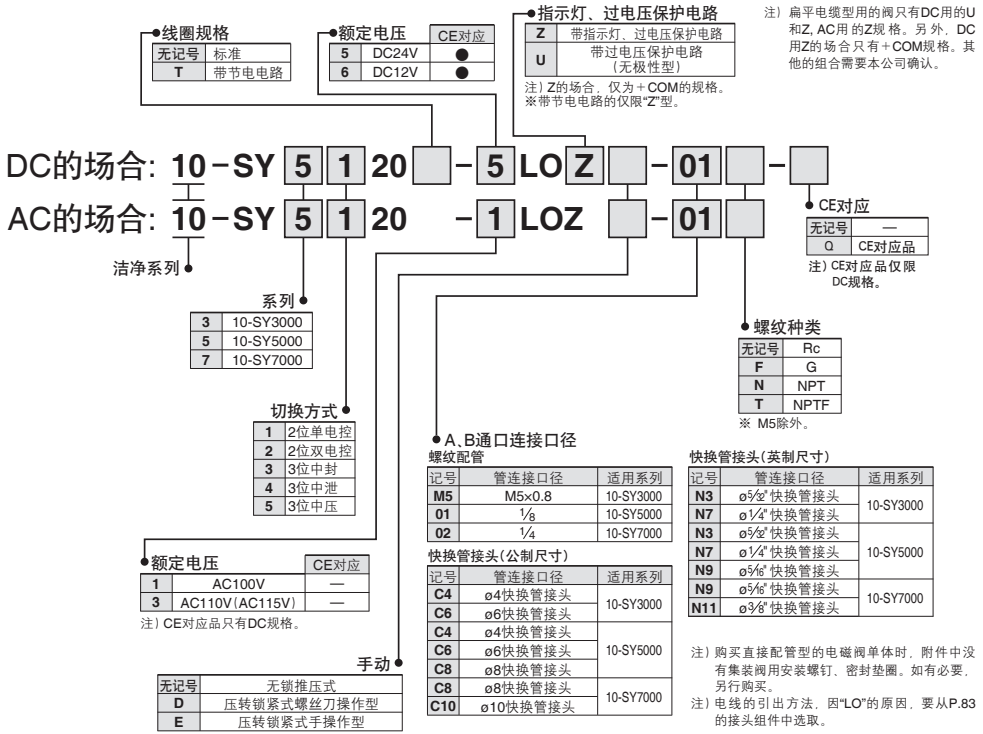 线圈规格
无记号 标准
T 带节电电路
额定电压 CE对应
5 DC24V ●
6 DC12V ●
指示灯、过电压保护电路
Z 带指示灯、过电压保护电路
U 带过电压保护电路
(无极性型)
注) Z的场合, 仅为+COM的规格。
※带节电电路的仅限“Z”型。
注) 扁平电缆型用的阀只有DC用的U
和Z, AC用的Z规格。另外, DC
用Z的场合只有+COM规格。其
他的组合需要本公司确认。
DC的场合: 10-SY 5 1 20 - 5 LO Z - 01 -
AC的场合: 10-SY 5 1 20 - 1 LOZ - 01
洁净系列
CE对应
无记号 —
Q CE对应品
注) CE对应品仅限
DC规格。
系列
3 10-SY3000
5 10-SY5000
7 10-SY7000
螺纹种类
无记号 Rc
F G
N NPT
T NPTF
※ M5除外。
切换方式
1 2位单电控
2 2位双电控
3 3位中封
4 3位中泄
5 3位中压
A、B通口连接口径
螺纹配管
记号 管连接口径 适用系列
M5 M5×0.8 10-SY3000
01 1/8 10-SY5000
02 1/4 10-SY7000
快换管接头(公制尺寸)
记号 管连接口径 适用系列
C4 ø4快换管接头 10-SY3000
C6 ø6快换管接头
C4 ø4快换管接头 10-SY5000
C6 ø6快换管接头
C8 ø8快换管接头
C8 ø8快换管接头 10-SY7000
C10 ø10快换管接头
快换管接头(英制尺寸)
记号 管连接口径 适用系列
N3 ø5/32"快换管接头 10-SY3000
N7 ø1/4"快换管接头
N3 ø5/32"快换管接头 10-SY5000
N7 ø1/4"快换管接头
N9 ø5/16"快换管接头
N9 ø5/16"快换管接头 10-SY7000
N11 ø3/8"快换管接头
额定电压 CE对应
1 AC100V —
3 AC110V(AC115V) —
注) CE对应品只有DC规格。
手动
无记号 无锁推压式
D 压转锁紧式螺丝刀操作型
E 压转锁紧式手操作型
注) 购买直接配管型的电磁阀单体时, 附件中没
有集装阀用安装螺钉、密封垫圈。如有必要,
另行购买。
注) 电线的引出方法, 因“LO”的原因, 要从P.83
的接头组件中选取。